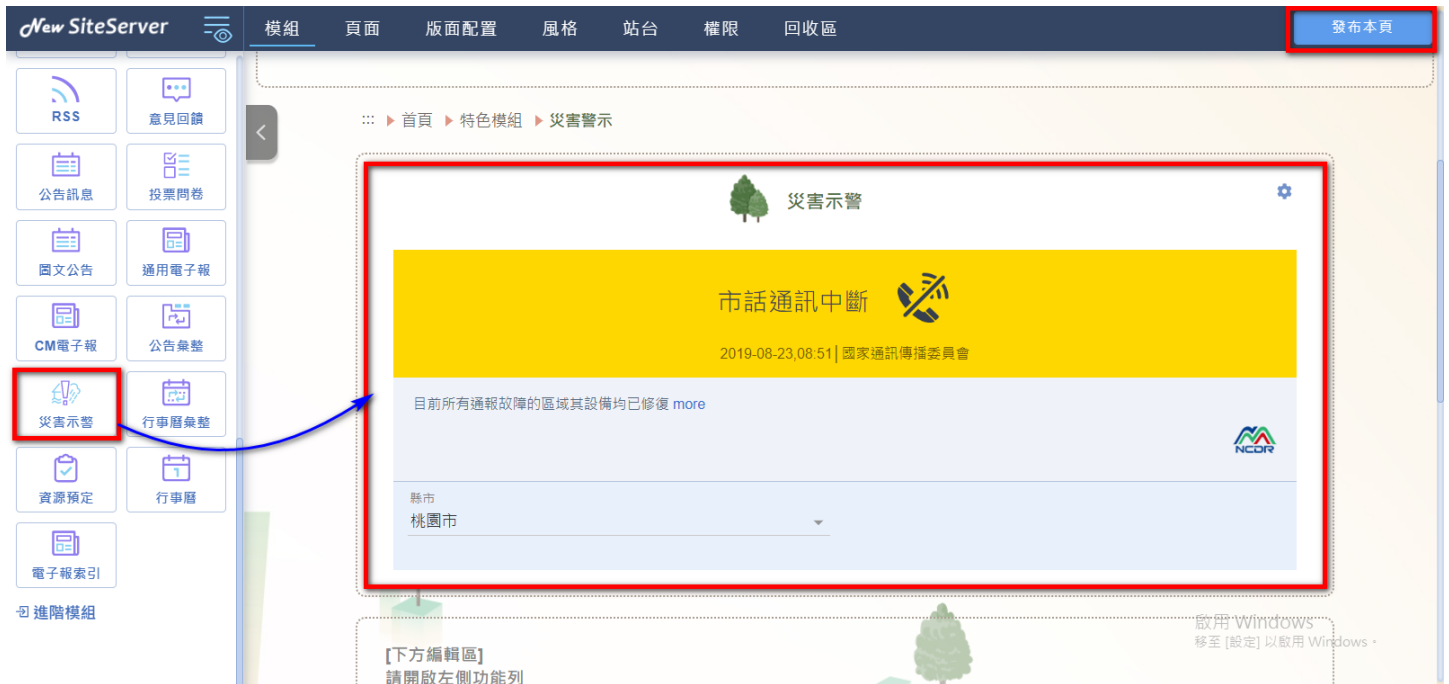 New SiteServer
模組 頁面 版面配置 風格 站台 權限 回收區
發布本頁
RSS 意見回饋
公告訊息 投票問卷
圖文公告 通用電子報
CM電子報 公告彙整
災害示警 行事曆彙整
資源預定 行事曆
電子報索引
進階模組
::: 首頁 特色模組 災害警示
災害示警
市話通訊中斷
2019-08-23,08:51│國家通訊傳播委員會
目前所有通報故障的區域其設備均已修復 more
NCDR
縣市
桃園市
[下方編輯區]
請開啟左側功能列
啟用 Windows
移至 [設定] 以啟用 Windows。